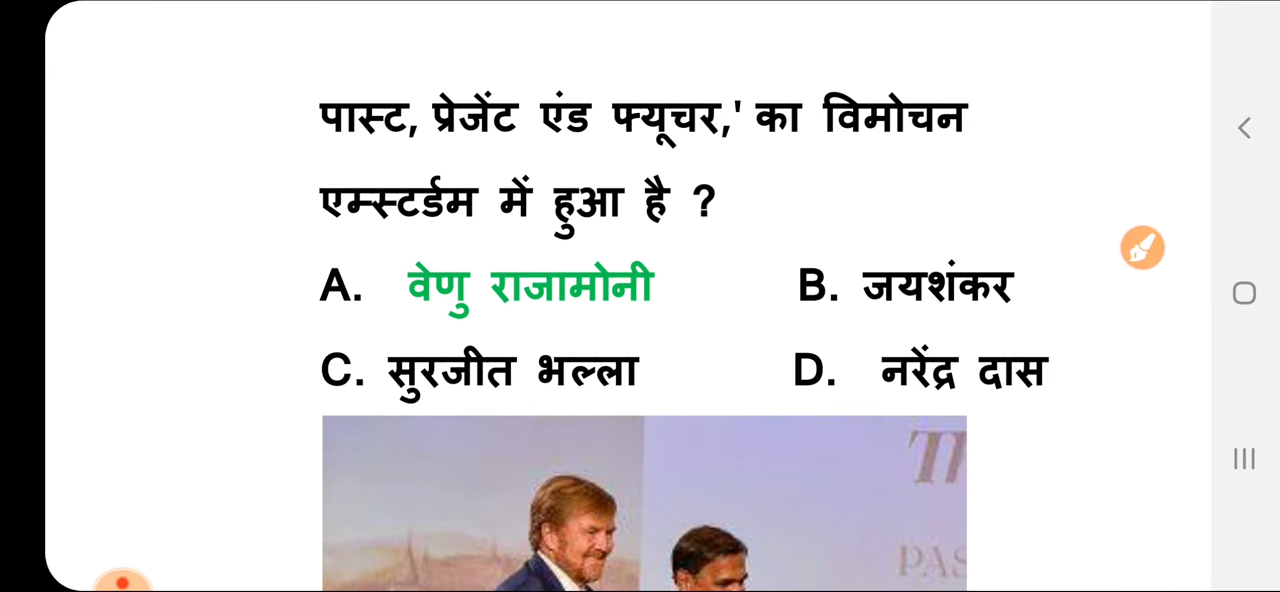 पास्ट, प्रेजेंट एंड फ्यूचर,' का विमोचन
एम्स्टर्डम में हुआ है ?
A. वेणु राजामोनी B. जयशंकर
C. सुरजीत भल्ला D. नरेंद्र दास